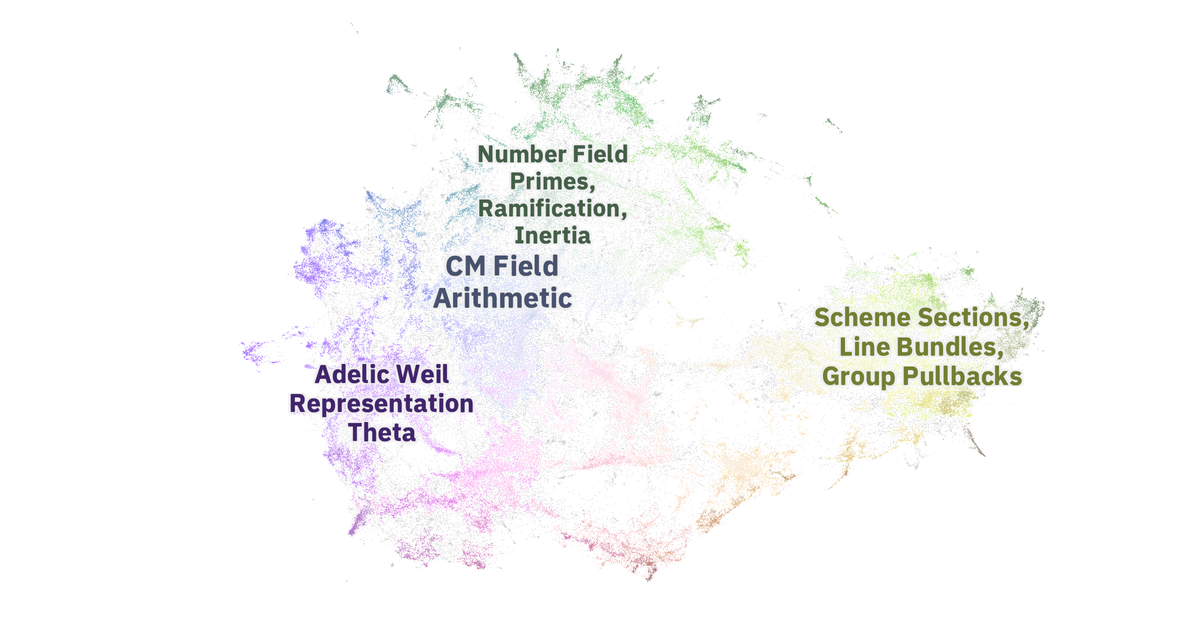 Number Field
Primes,
Ramification,
Inertia
CM Field
Arithmetic
Scheme Sections,
Line Bundles,
Group Pullbacks
Adelic Weil
Representation
Theta